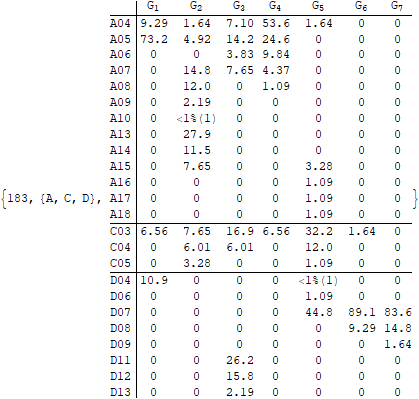 G1 G2 G3 G4 G5 G6 G7
A04 9.29 1.64 7.10 53.6 1.64 0 0
A05 73.2 4.92 14.2 24.6 0 0 0
A06 0 0 3.83 9.84 0 0 0
A07 0 14.8 7.65 4.37 0 0 0
A08 0 12.0 0 1.09 0 0 0
A09 0 2.19 0 0 0 0 0
A10 0 <1%(1) 0 0 0 0 0
A13 0 27.9 0 0 0 0 0
A14 0 11.5 0 0 0 0 0
A15 0 7.65 0 0 3.28 0 0
A16 0 0 0 0 1.09 0 0
{183, {A, C, D}, A17 0 0 0 0 1.09 0 0 }
A18 0 0 0 0 1.09 0 0
C03 6.56 7.65 16.9 6.56 32.2 1.64 0
C04 0 6.01 6.01 0 12.0 0 0
C05 0 3.28 0 0 1.09 0 0
D04 10.9 0 0 0 <1%(1) 0 0
D06 0 0 0 0 1.09 0 0
D07 0 0 0 0 44.8 89.1 83.6
D08 0 0 0 0 0 9.29 14.8
D09 0 0 0 0 0 0 1.64
D11 0 0 26.2 0 0 0 0
D12 0 0 15.8 0 0 0 0
D13 0 0 2.19 0 0 0 0